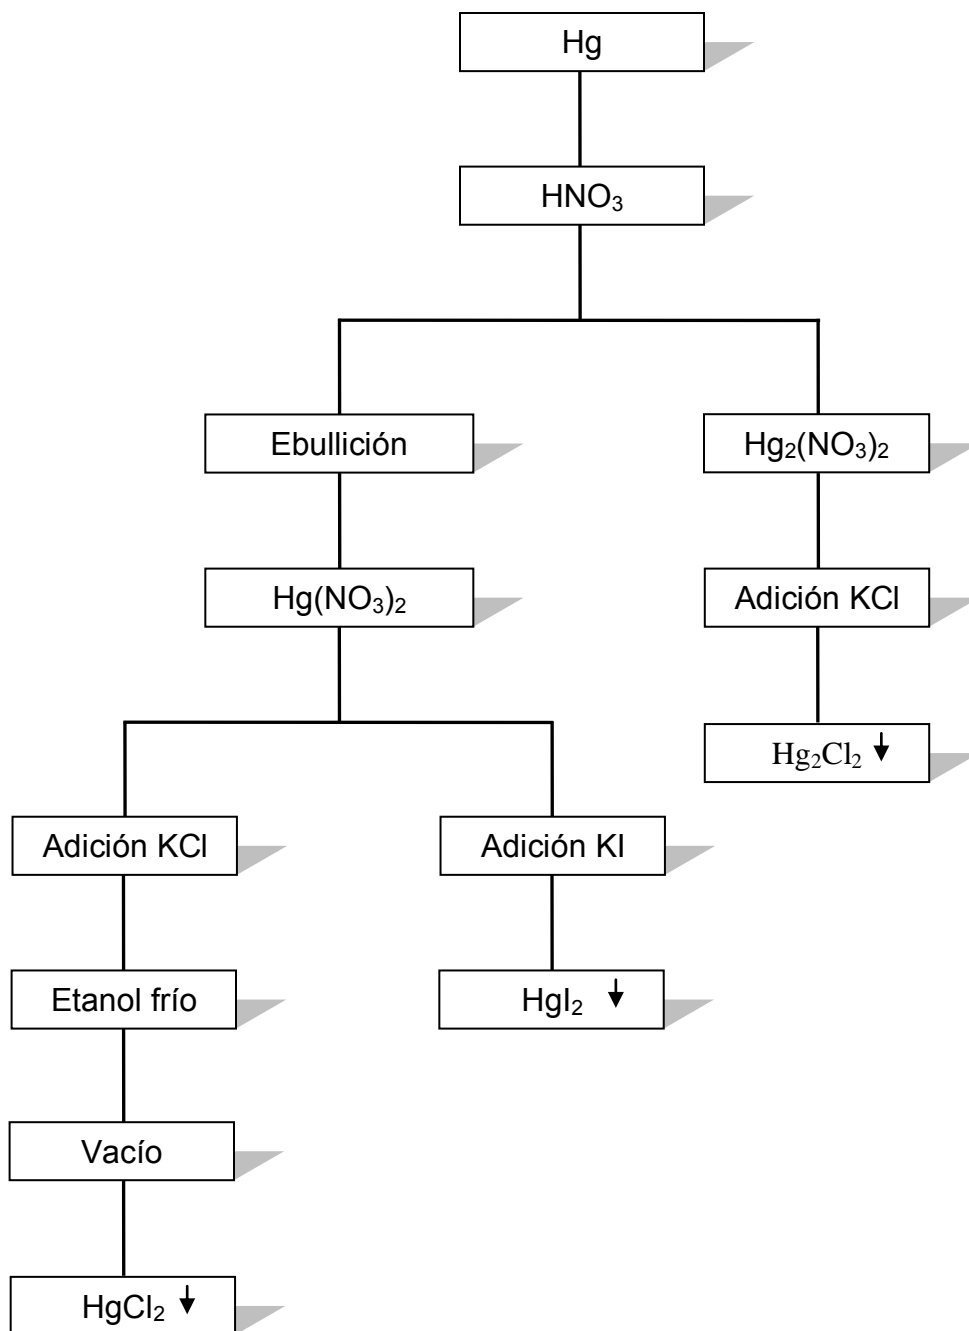 Hg
HNO₃
Ebullición
Hg₂(NO₃)₂
Hg(NO₃)₂
Adición KCl
Hg₂Cl₂ ↓
Adición KCl
Adición KI
Etanol frío
HgI₂ ↓
Vacío
HgCl₂ ↓